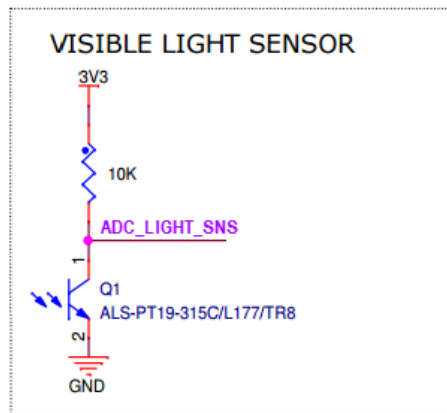 VISIBLE LIGHT SENSOR
3V3
10K
ADC_LIGHT_SNS
1
Q1
ALS-PT19-315C/L177/TR8
2
GND